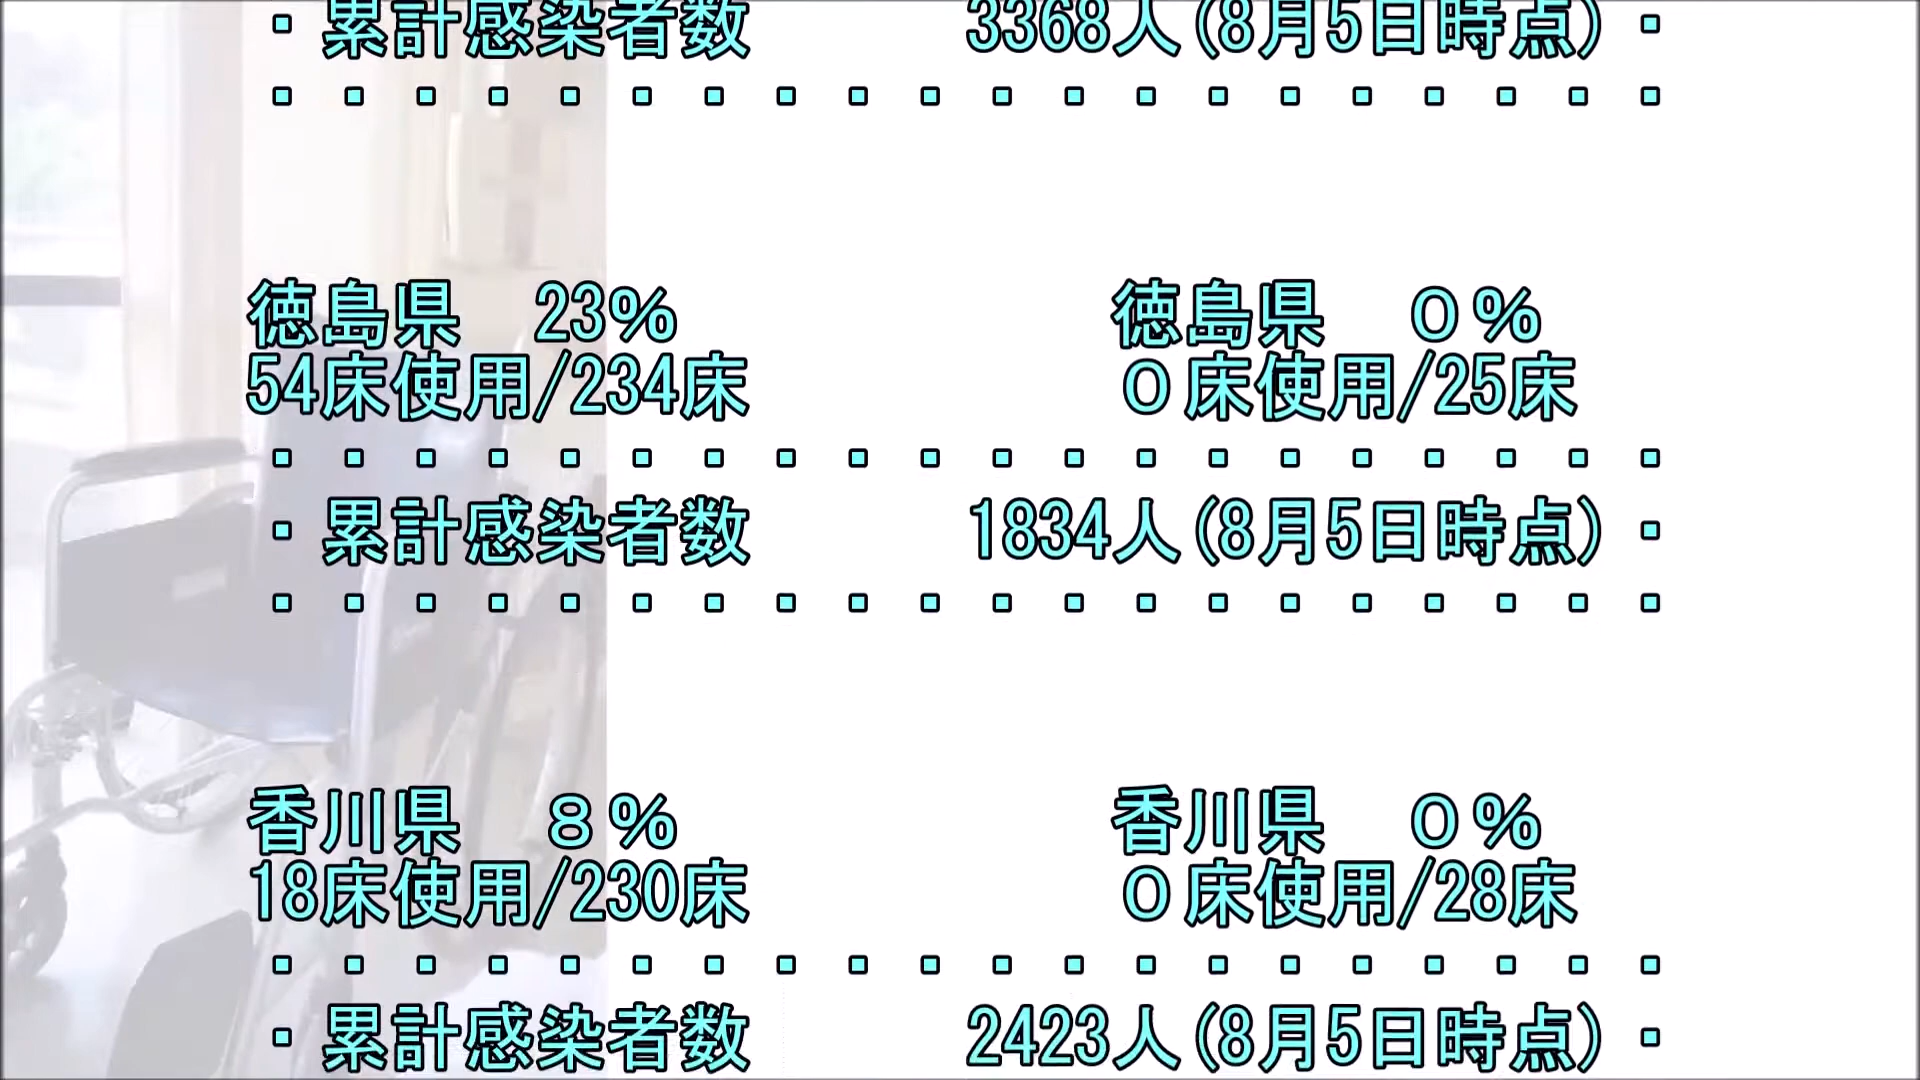 ・累計感染者数 3368人(8月5日時点)・
・・・・・・・・・・・・・・・・・・・・
徳島県 23% 徳島県 0%
54床使用/234床 0床使用/25床
・・・・・・・・・・・・・・・・・・・・
・累計感染者数 1834人(8月5日時点)・
・・・・・・・・・・・・・・・・・・・・
香川県 8% 香川県 0%
18床使用/230床 0床使用/28床
・・・・・・・・・・・・・・・・・・・・
・累計感染者数 2423人(8月5日時点)・